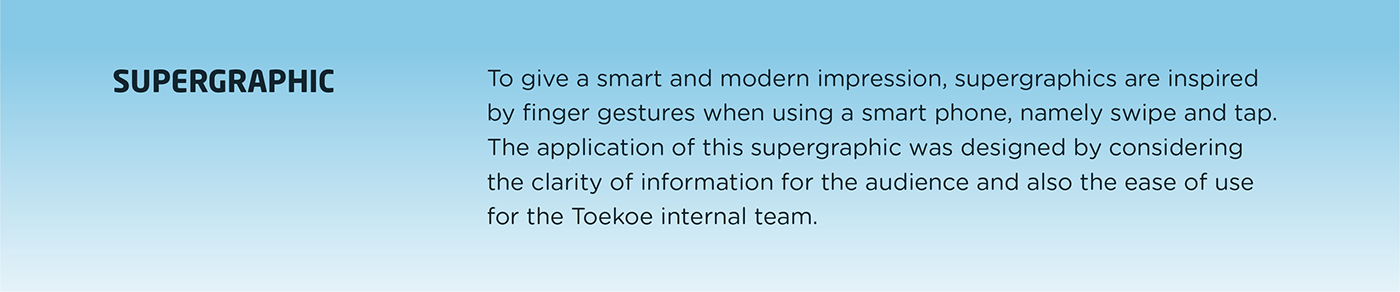 SUPERGRAPHIC
To give a smart and modern impression, supergraphics are inspired
by finger gestures when using a smart phone, namely swipe and tap.
The application of this supergraphic was designed by considering
the clarity of information for the audience and also the ease of use
for the Toekoe internal team.